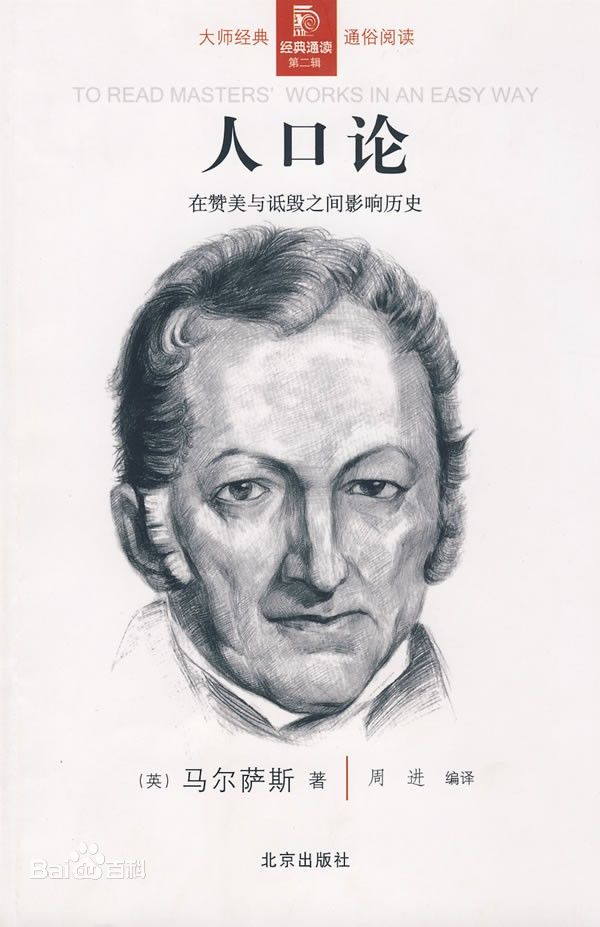 大师经典
经典通读
第二辑
通俗阅读
TO READ MASTERS' WORKS IN AN EASY WAY
人口论
在赞美与诋毁之间影响历史
(英) 马尔萨斯 著
周进 编译
北京出版社
Bai百科